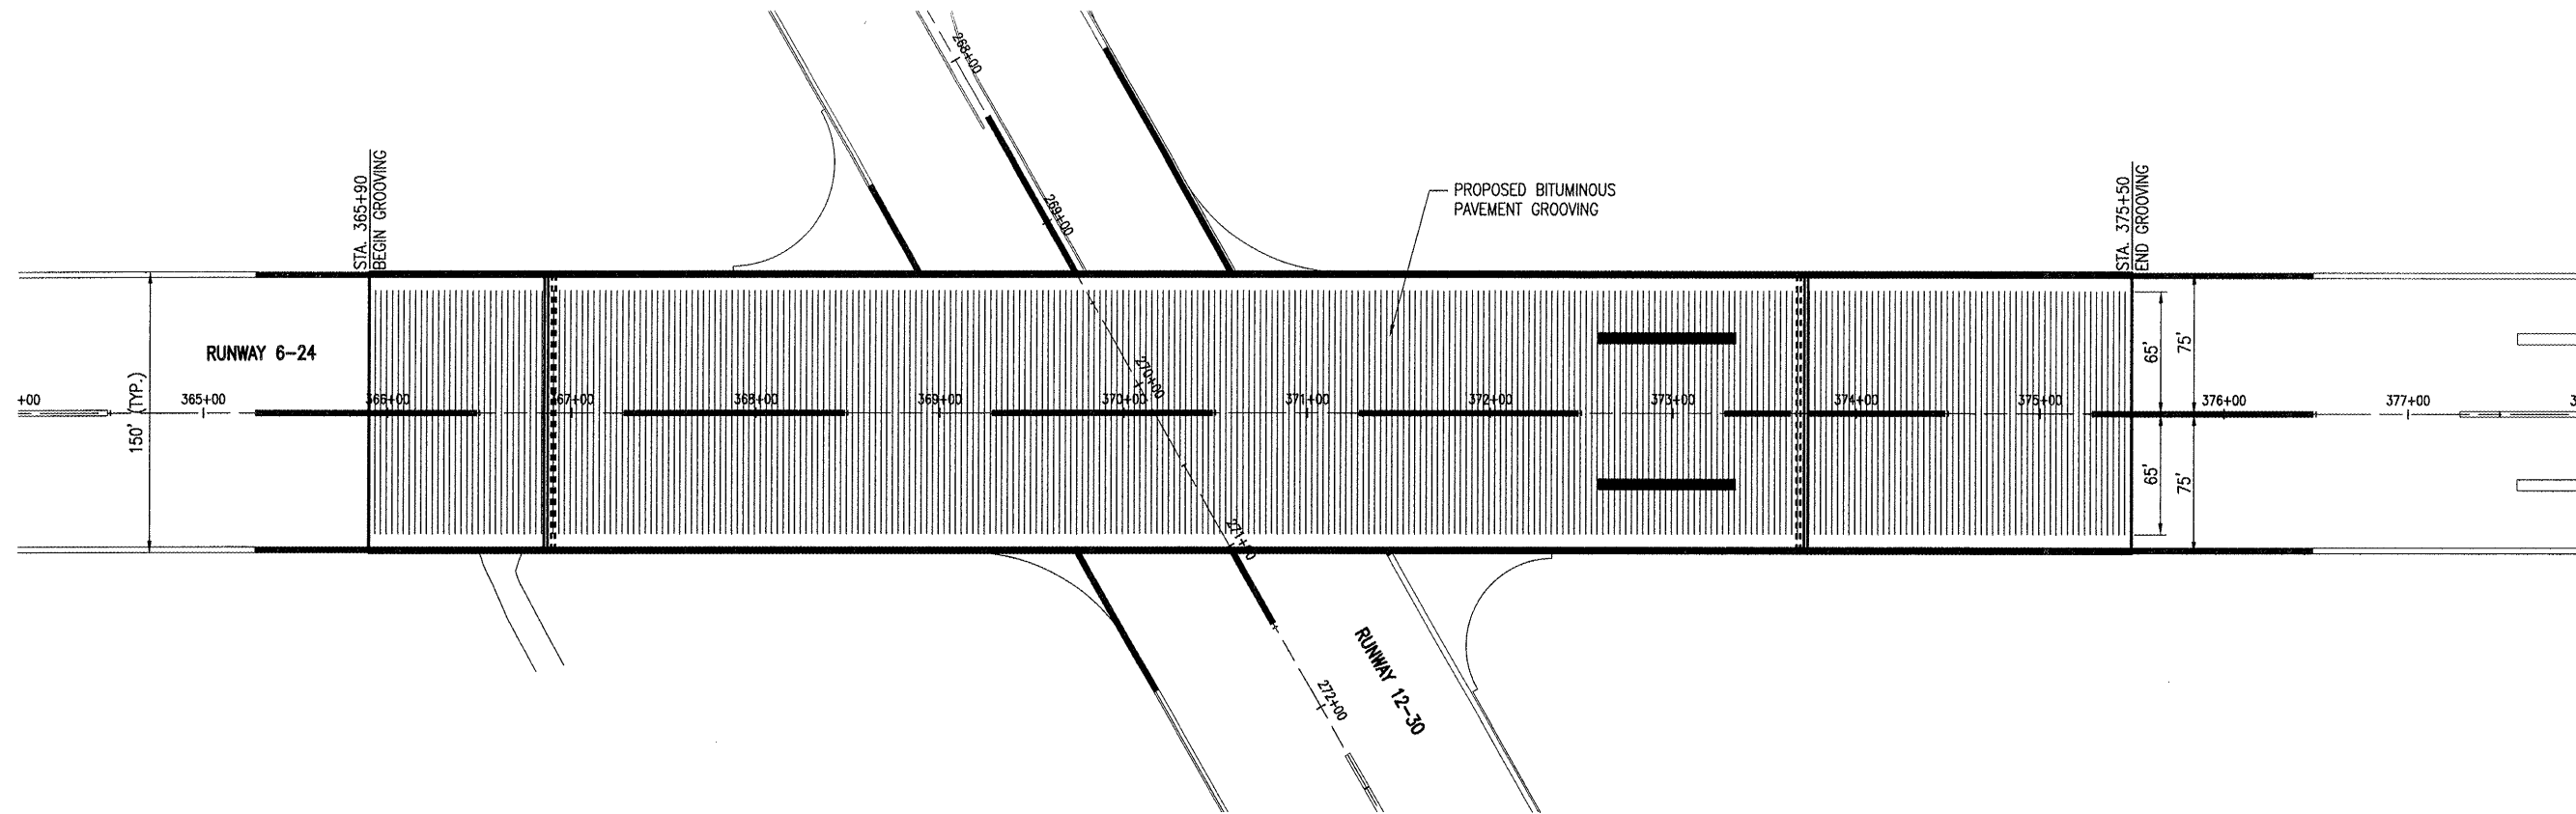 268+00
269+00
STA. 365+90
BEGIN GROOVING
PROPOSED BITUMINOUS
PAVEMENT GROOVING
STA. 375+50
END GROOVING
RUNWAY 6-24
150' (TYP.)
65'
75'
270+00
+00
365+00
366+00
367+00
368+00
369+00
370+00
371+00
372+00
373+00
374+00
375+00
376+00
377+00
3
65'
75'
271+00
RUNWAY 12-30
272+00